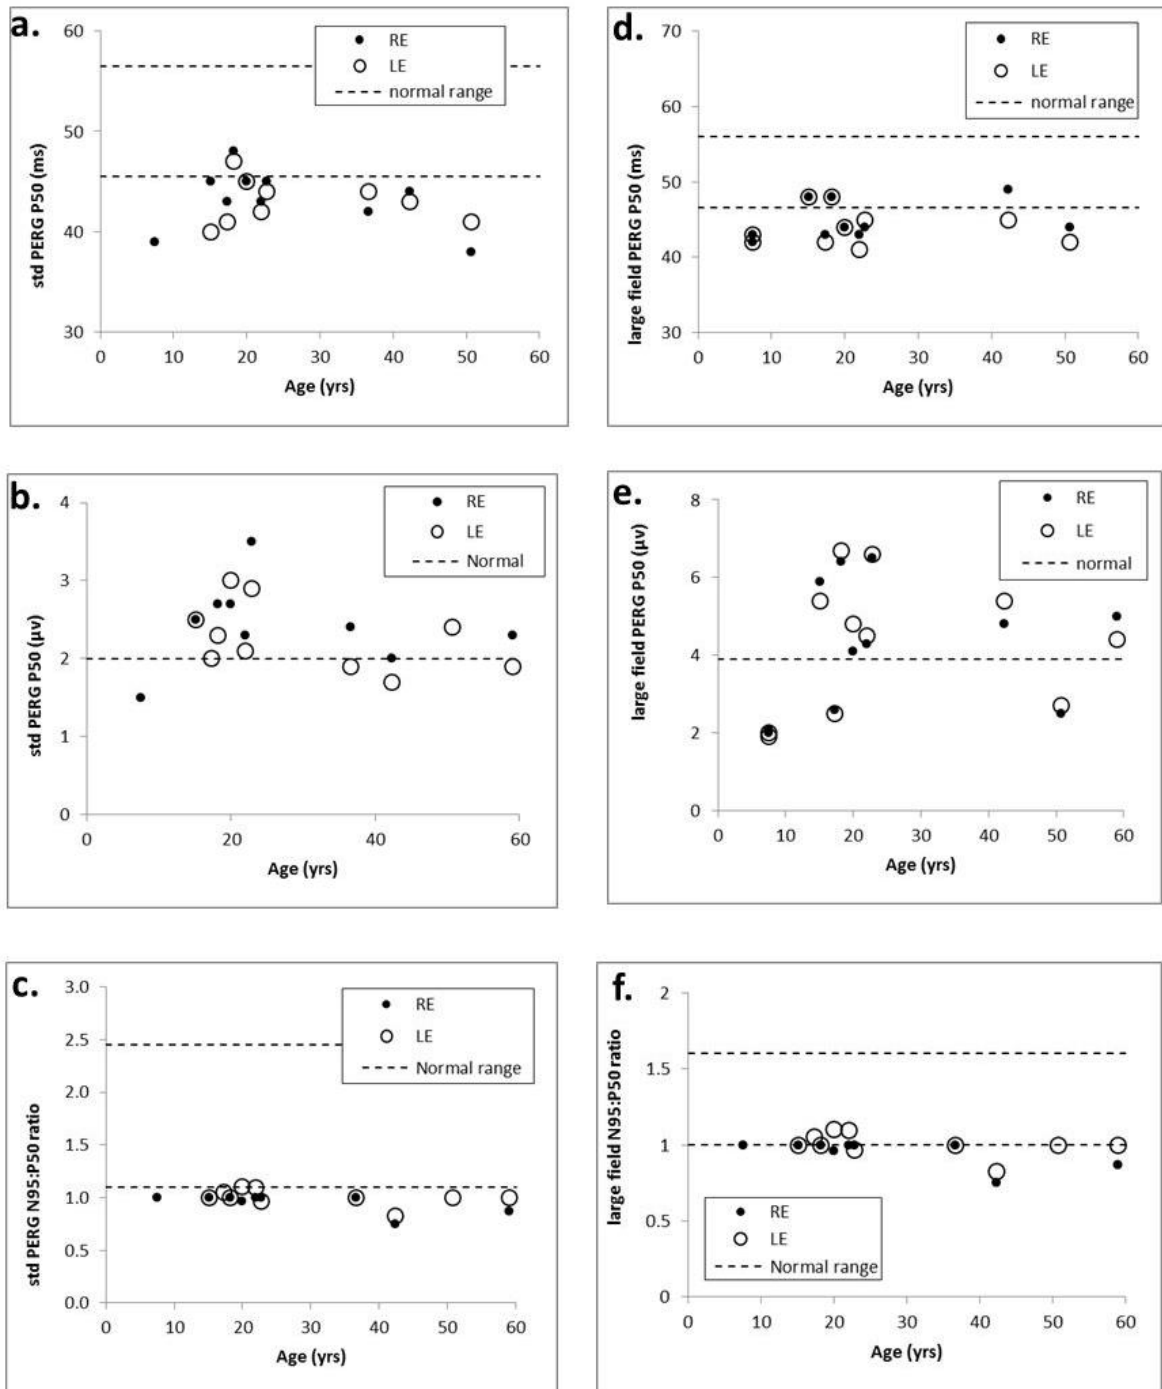 a.
60
50
40
30
std PERG P50 (ms)
RE
LE
normal range
0 10 20 30 40 50 60
Age (yrs)
d.
70
60
50
40
30
large field PERG P50 (ms)
RE
LE
normal range
0 10 20 30 40 50 60
Age (yrs)
b.
4
3
2
1
0
std PERG P50 (µv)
RE
LE
Normal
0 20 40 60
Age (yrs)
e.
8
6
4
2
0
large field PERG P50 (µv)
RE
LE
normal
0 10 20 30 40 50 60
Age (yrs)
c.
3.0
2.5
2.0
1.5
1.0
0.5
0.0
std PERG N95:P50 ratio
RE
LE
Normal range
0 10 20 30 40 50 60
Age (yrs)
f.
2
1.5
1
0.5
0
large field N95:P50 ratio
RE
LE
Normal range
0 10 20 30 40 50 60
Age (yrs)